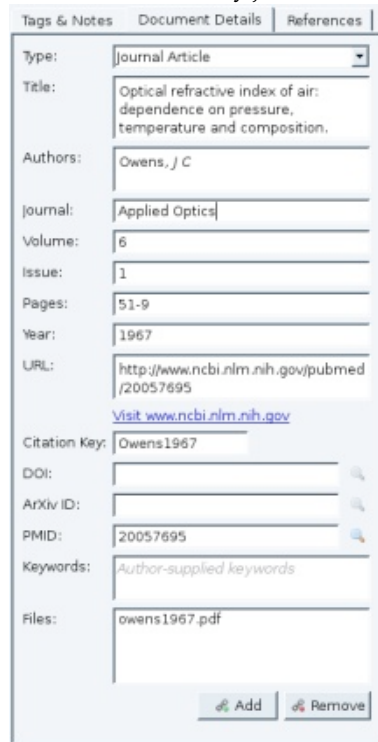 Tags & Notes Document Details References
Type: Journal Article
Title: Optical refractive index of air:
dependence on pressure,
temperature and composition.
Authors: Owens, J C
Journal: Applied Optics
Volume: 6
Issue: 1
Pages: 51-9
Year: 1967
URL: http://www.ncbi.nlm.nih.gov/pubmed
/20057695
Visit www.ncbi.nlm.nih.gov
Citation Key: Owens1967
DOI:
ArXiv ID:
PMID: 20057695
Keywords: Author-supplied keywords
Files: owens1967.pdf
Add Remove